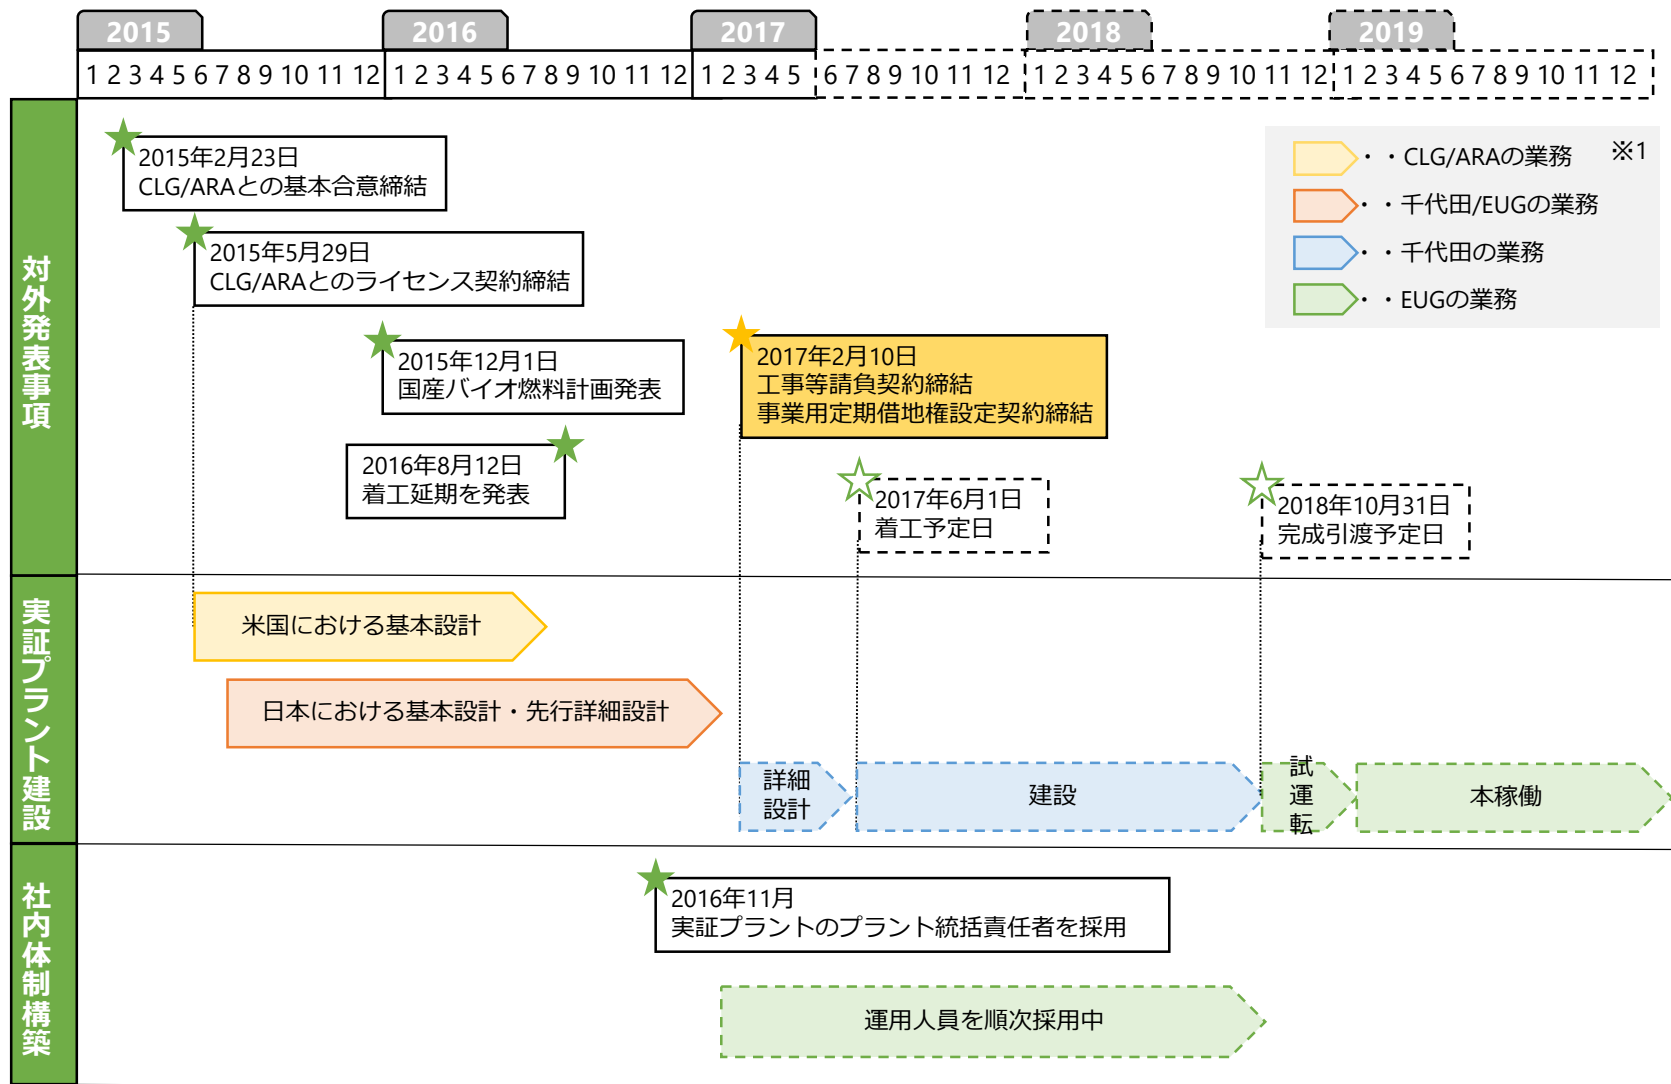 2015
2016
2017
2018
2019
1 2 3 4 5 6 7 8 9 10 11 12
1 2 3 4 5 6 7 8 9 10 11 12
1 2 3 4 5 6 7 8 9 10 11 12
1 2 3 4 5 6 7 8 9 10 11 12
1 2 3 4 5 6 7 8 9 10 11 12
対外発表事項
2015年2月23日
CLG/ARAとの基本合意締結
2015年5月29日
CLG/ARAとのライセンス契約締結
2015年12月1日
国産バイオ燃料計画発表
2016年8月12日
着工延期を発表
2017年2月10日
工事等請負契約締結
事業用定期借地権設定契約締結
2017年6月1日
着工予定日
2018年10月31日
完成引渡予定日
・・CLG/ARAの業務 ※1
・・千代田/EUGの業務
・・千代田の業務
・・EUGの業務
実証プラント建設
米国における基本設計
日本における基本設計・先行詳細設計
詳細
設計
建設
試
運
転
本稼働
社内体制構築
2016年11月
実証プラントのプラント統括責任者を採用
運用人員を順次採用中